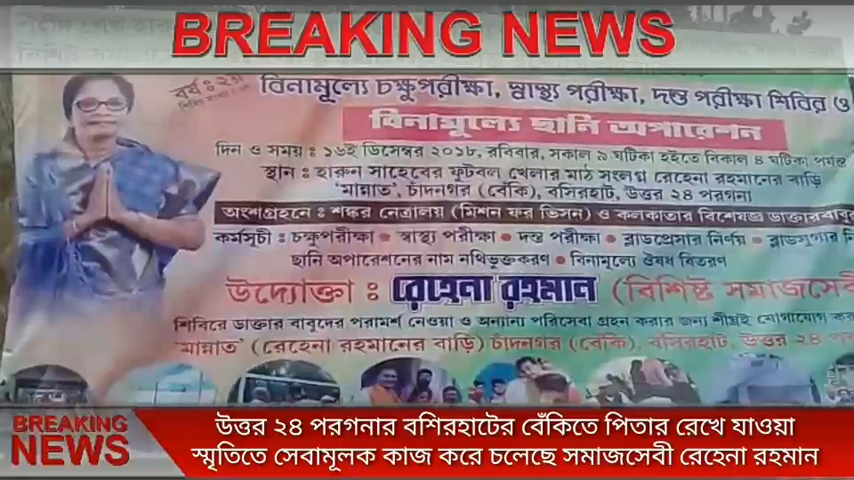 BREAKING NEWS
বর্ষ : ২য়
বিনামূল্যে চক্ষুপরীক্ষা, স্বাস্থ্য পরীক্ষা, দন্ত পরীক্ষা শিবির ও
বিনামূল্যে ছানি অপারেশন
দিন ও সময় : ১৬ই ডিসেম্বর ২০১৮, রবিবার, সকাল ৯ ঘটিকা হইতে বিকাল ৪ ঘটিকা পর্যন্ত
স্থান : হারুন সাহেবের ফুটবল খেলার মাঠ সংলগ্ন রেহেনা রহমানের বাড়ি
'মান্নাত', চাঁদনগর (বেঁকি), বসিরহাট, উত্তর ২৪ পরগনা
অংশগ্রহনে : শঙ্কর নেত্রালয় (মিশন ফর ভিসন) ও কলকাতার বিশেষজ্ঞ ডাক্তারবাবু
কর্মসূচী : চক্ষুপরীক্ষা • স্বাস্থ্য পরীক্ষা • দন্ত পরীক্ষা • ব্লাডপ্রেসার নির্ণয় • ব্লাডসুগার
ছানি অপারেশনের নাম নথিভুক্তকরণ • বিনামূল্যে ঔষধ বিতরণ
উদ্যোক্তা : রেহেনা রহমান (বিশিষ্ট সমাজসেবী
শিবিরে ডাক্তার বাবুদের পরামর্শ নেওয়া ও অন্যান্য পরিসেবা গ্রহন করার জন্য শীঘ্রই যোগাযোগ
'মান্নাত' (রেহেনা রহমানের বাড়ি) চাঁদনগর (বেঁকি), বসিরহাট, উত্তর ২৪
BREAKING
NEWS
উত্তর ২৪ পরগনার বশিরহাটের বেঁকিতে পিতার রেখে যাওয়া
স্মৃতিতে সেবামূলক কাজ করে চলেছে সমাজসেবী রেহেনা রহমান